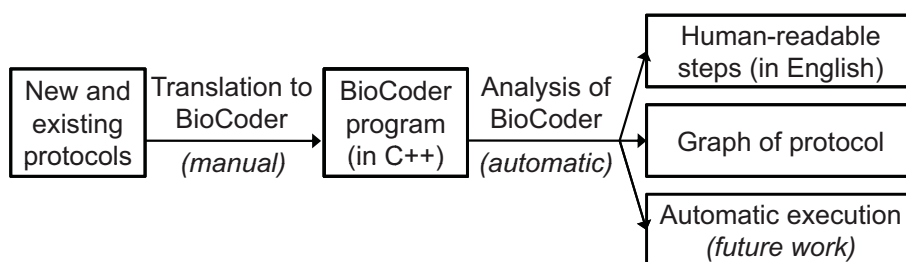 New and
existing
protocols
Translation to
BioCoder
(manual)
BioCoder
program
(in C++)
Analysis of
BioCoder
(automatic)
Human-readable
steps (in English)
Graph of protocol
Automatic execution
(future work)